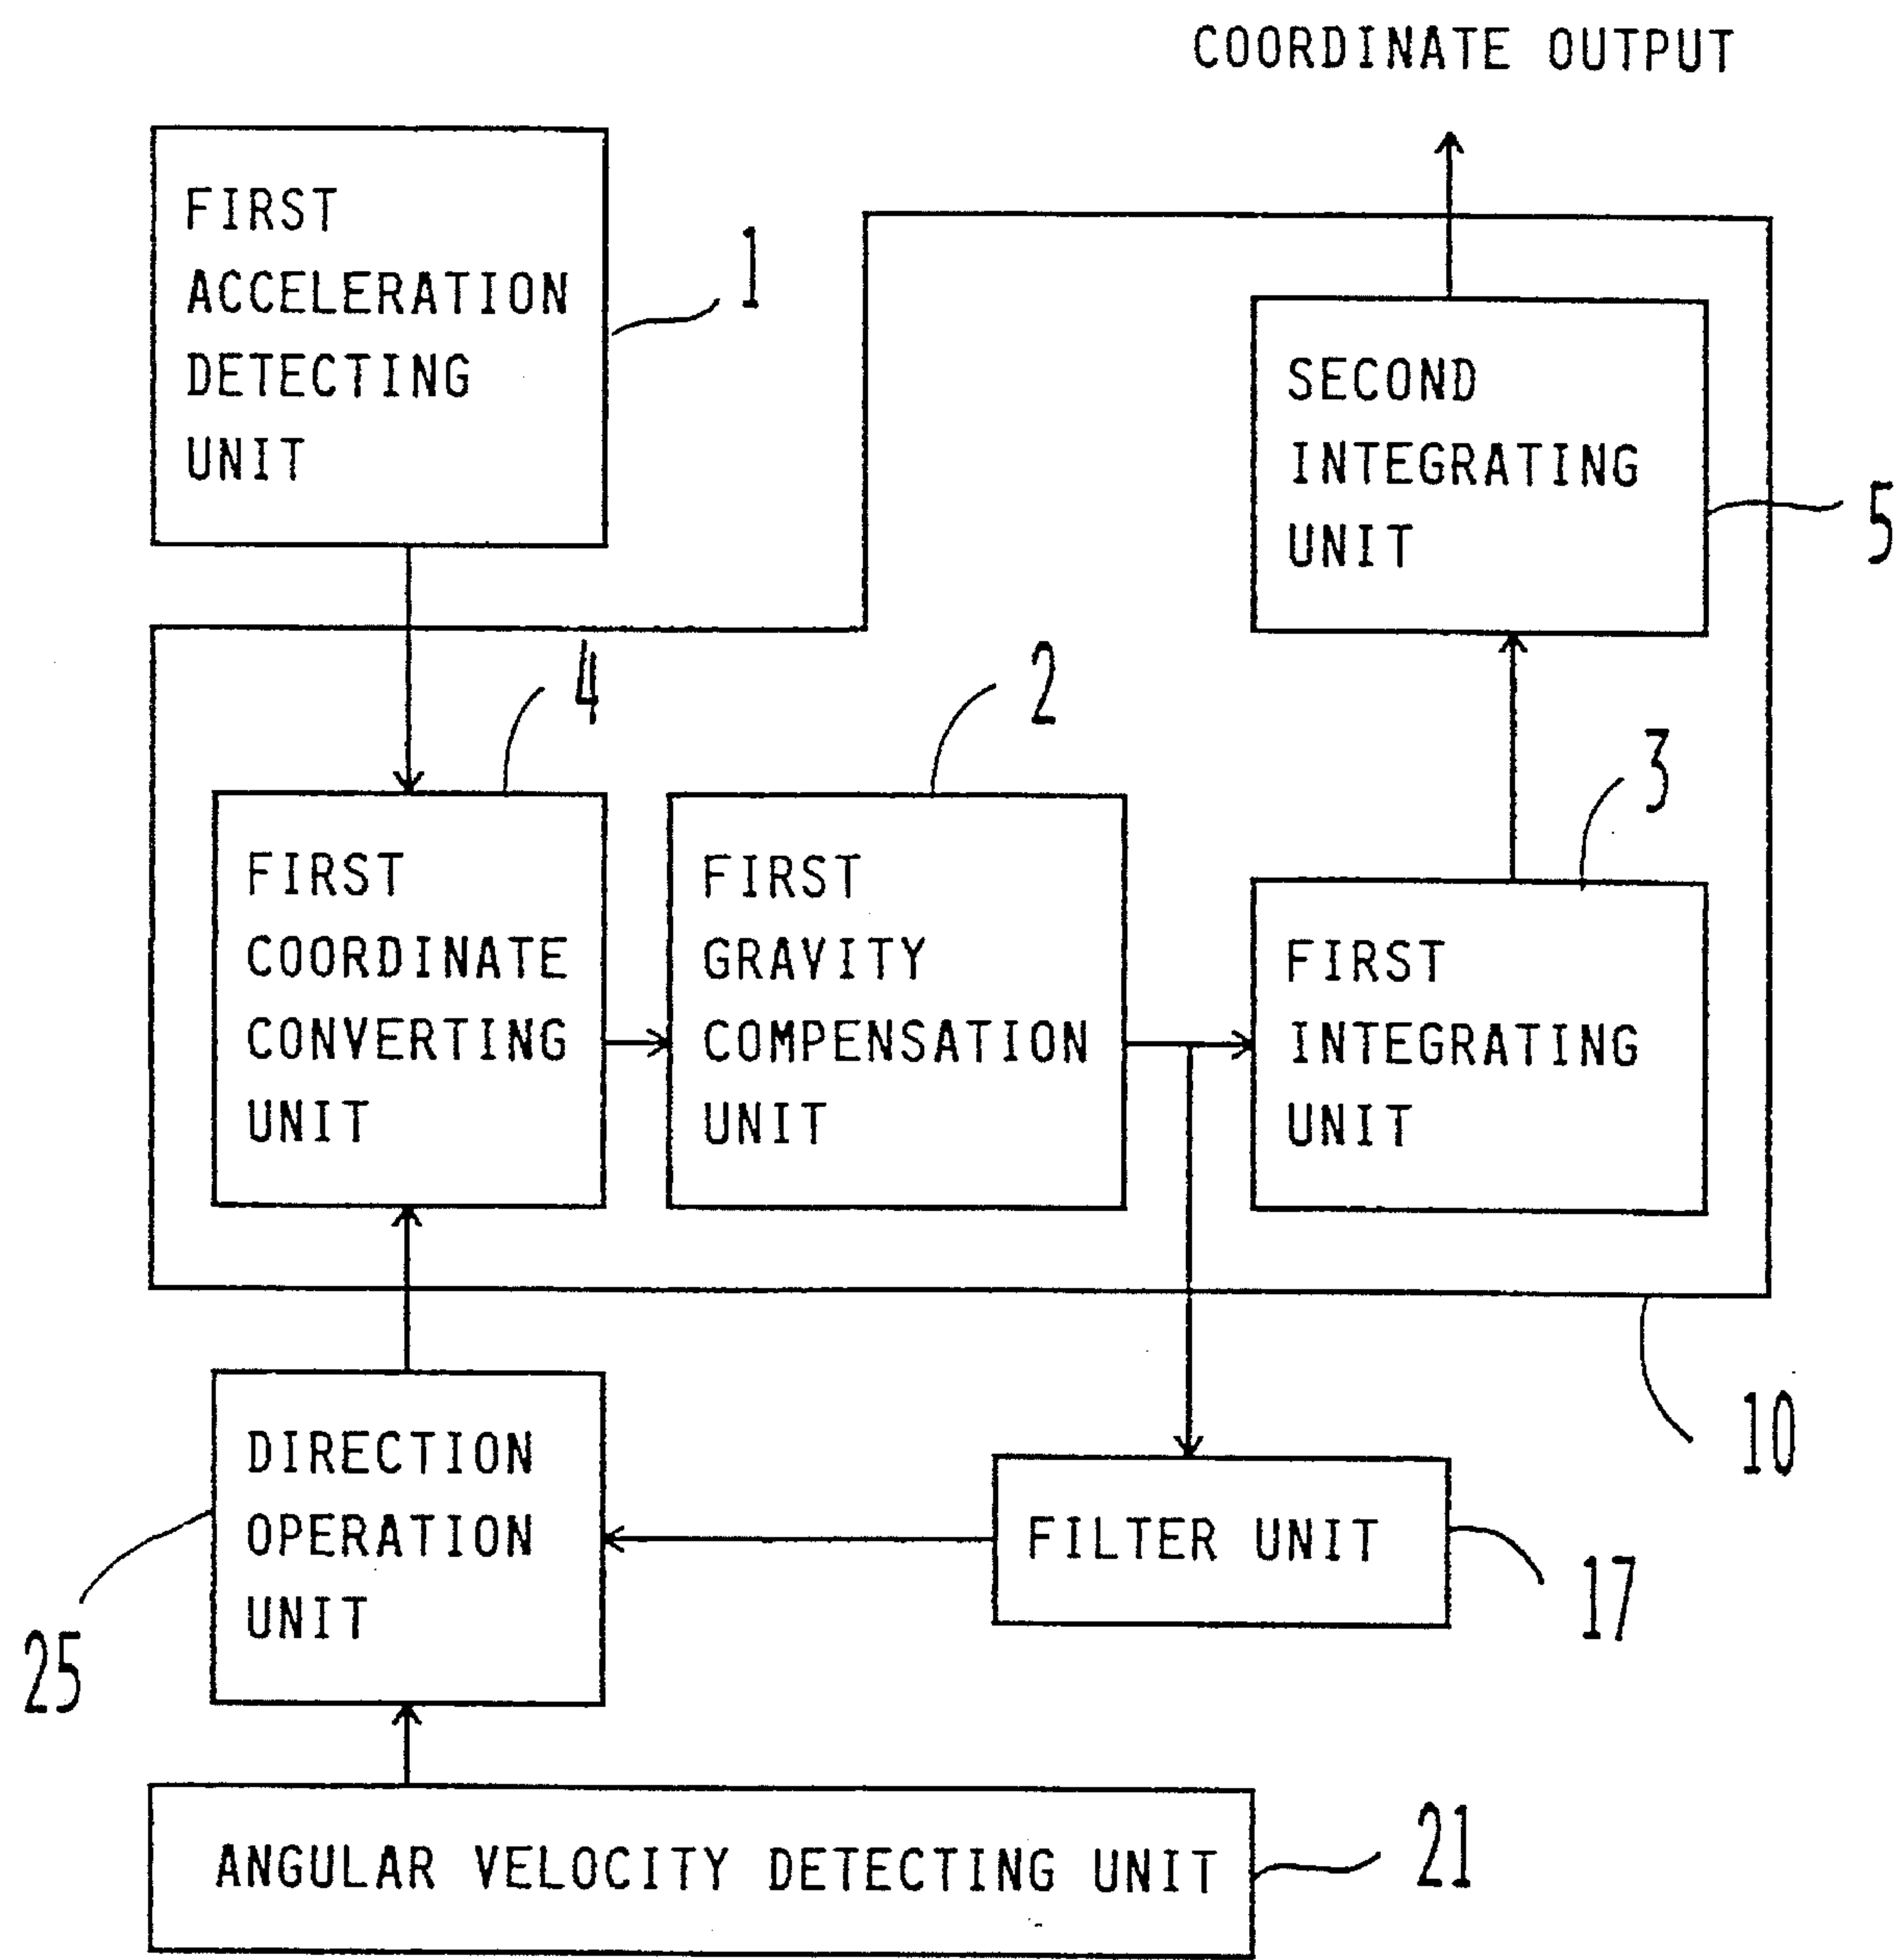 COORDINATE OUTPUT
FIRST
ACCELERATION
DETECTING
UNIT
1
SECOND
INTEGRATING
UNIT
5
4
2
3
FIRST
COORDINATE
CONVERTING
UNIT
FIRST
GRAVITY
COMPENSATION
UNIT
FIRST
INTEGRATING
UNIT
10
DIRECTION
OPERATION
UNIT
25
FILTER UNIT
17
ANGULAR VELOCITY DETECTING UNIT
21